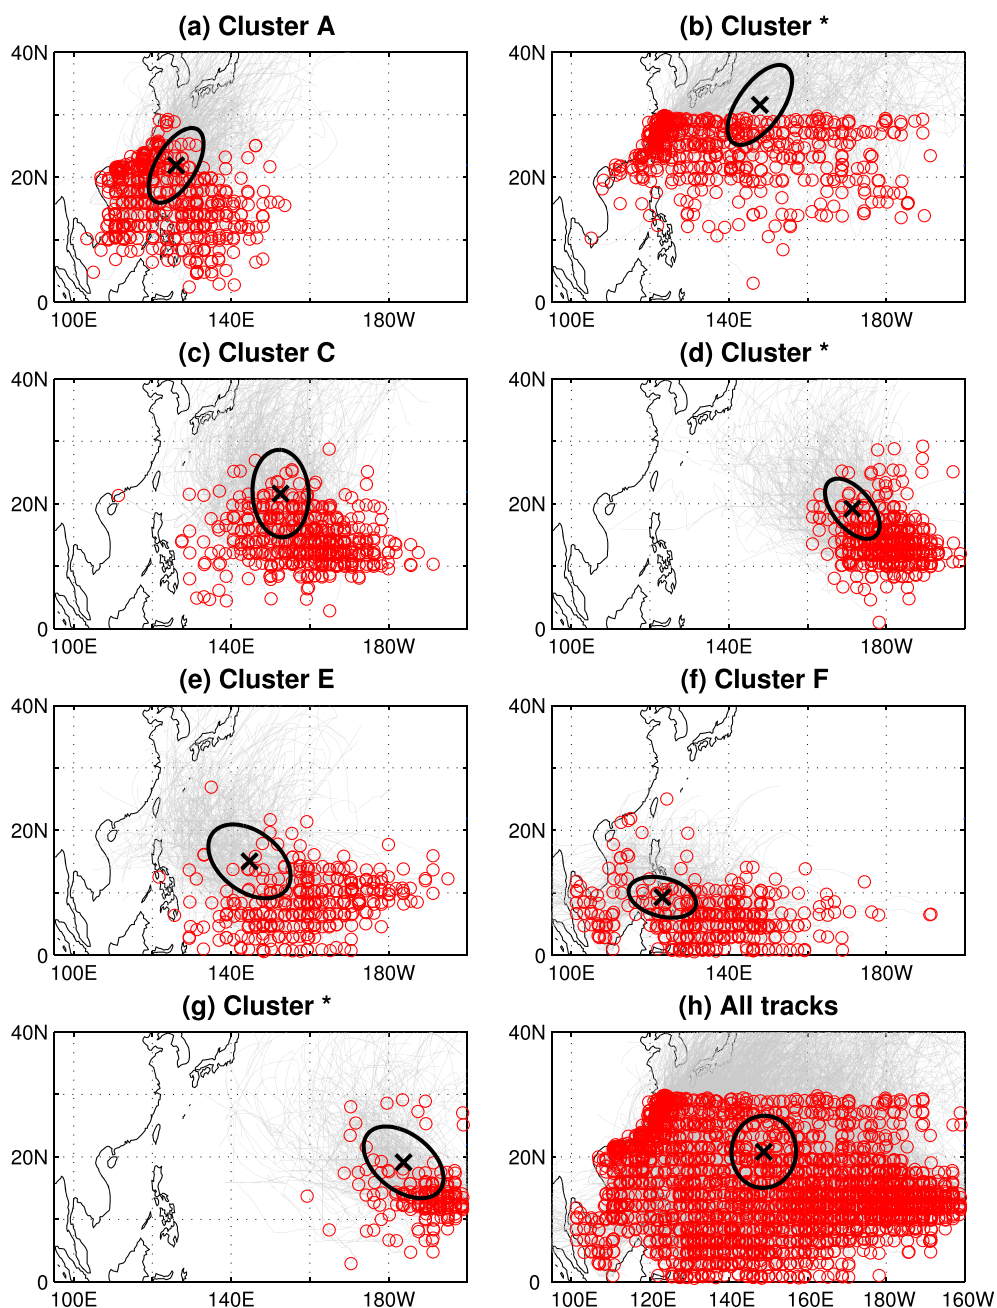 (a) Cluster A
40N
20N
0
100E 140E 180W
(b) Cluster *
40N
20N
0
100E 140E 180W 160W
(c) Cluster C
40N
20N
0
100E 140E 180W
(d) Cluster *
40N
20N
0
100E 140E 180W 160W
(e) Cluster E
40N
20N
0
100E 140E 180W
(f) Cluster F
40N
20N
0
100E 140E 180W 160W
(g) Cluster *
40N
20N
0
100E 140E 180W
(h) All tracks
40N
20N
0
100E 120E 140E 160E 180W 160W